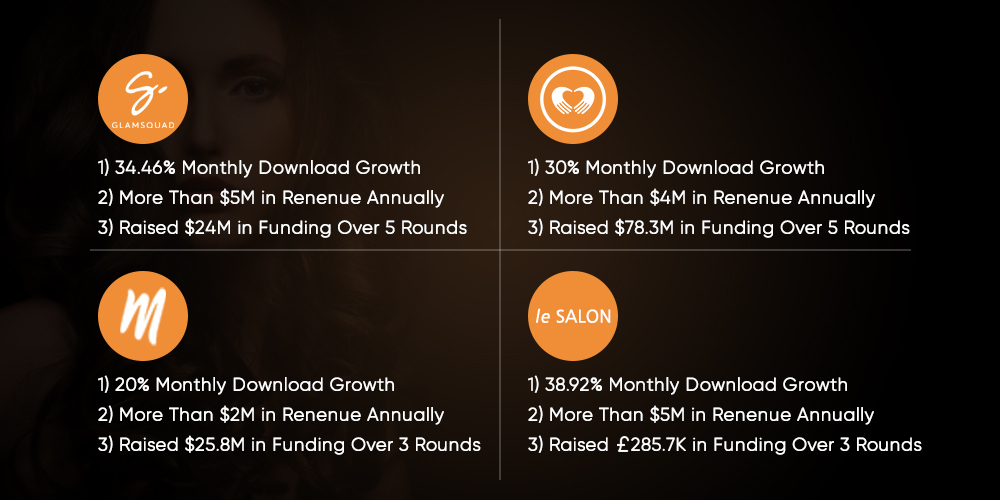 S.
GLAMSQUAD
1) 34.46% Monthly Download Growth
2) More Than $5M in Renenue Annually
3) Raised $24M in Funding Over 5 Rounds
1) 30% Monthly Download Growth
2) More Than $4M in Renenue Annually
3) Raised $78.3M in Funding Over 5 Rounds
M
1) 20% Monthly Download Growth
2) More Than $2M in Renenue Annually
3) Raised $25.8M in Funding Over 3 Rounds
le SALON
1) 38.92% Monthly Download Growth
2) More Than $5M in Renenue Annually
3) Raised £285.7K in Funding Over 3 Rounds